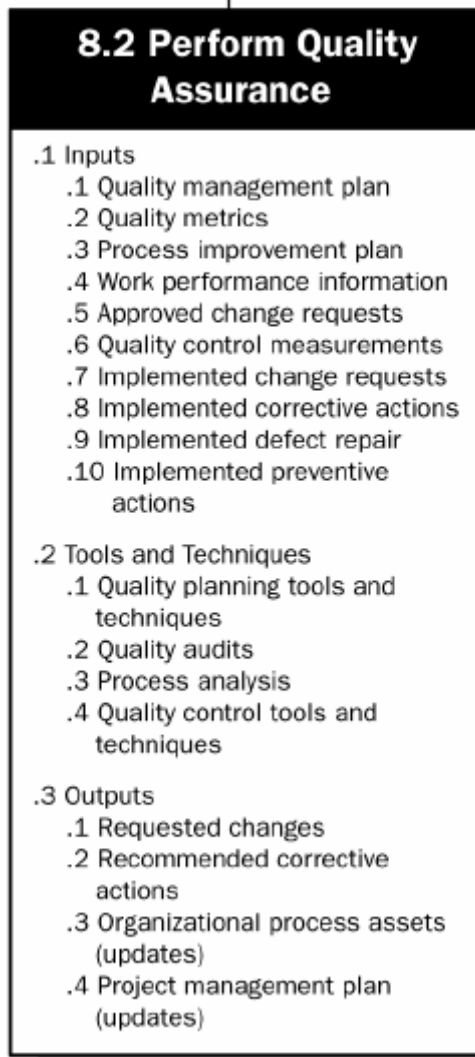 8.2 Perform Quality
Assurance
.1 Inputs
.1 Quality management plan
.2 Quality metrics
.3 Process improvement plan
.4 Work performance information
.5 Approved change requests
.6 Quality control measurements
.7 Implemented change requests
.8 Implemented corrective actions
.9 Implemented defect repair
.10 Implemented preventive
actions
.2 Tools and Techniques
.1 Quality planning tools and
techniques
.2 Quality audits
.3 Process analysis
.4 Quality control tools and
techniques
.3 Outputs
.1 Requested changes
.2 Recommended corrective
actions
.3 Organizational process assets
(updates)
.4 Project management plan
(updates)